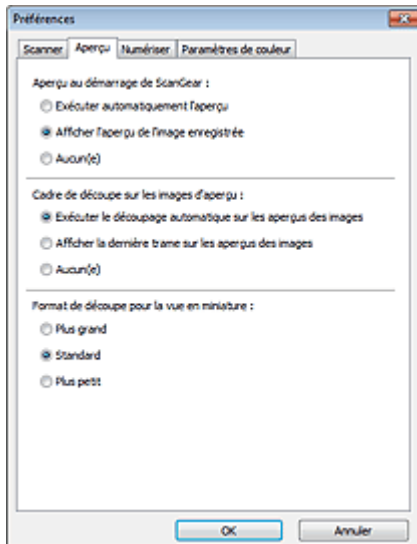 Préférences
Scanner Aperçu Numériser Paramètres de couleur
Aperçu au démarrage de ScanGear :
Exécuter automatiquement l'aperçu
Afficher l'aperçu de l'image enregistrée
Aucun(e)
Cadre de découpe sur les images d'aperçu :
Exécuter le découpage automatique sur les aperçus des images
Afficher la dernière trame sur les aperçus des images
Aucun(e)
Format de découpe pour la vue en miniature :
Plus grand
Standard
Plus petit
OK Annuler